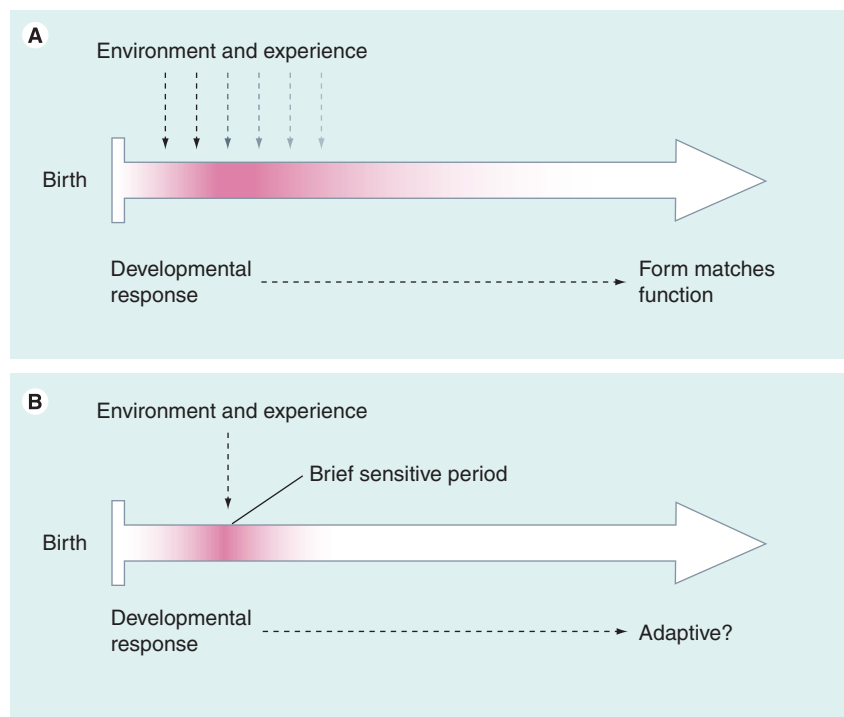 A
Environment and experience
Birth
Developmental
response
Form matches
function
B
Environment and experience
Brief sensitive period
Birth
Developmental
response
Adaptive?